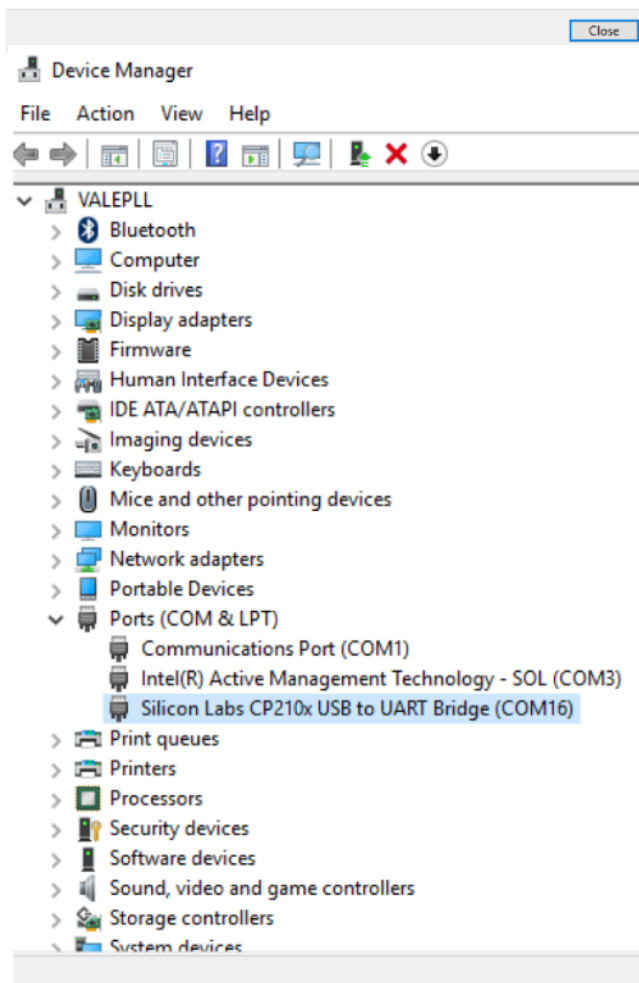 Close
Device Manager
File Action View Help
VALEPLL
Bluetooth
Computer
Disk drives
Display adapters
Firmware
Human Interface Devices
IDE ATA/ATAPI controllers
Imaging devices
Keyboards
Mice and other pointing devices
Monitors
Network adapters
Portable Devices
Ports (COM & LPT)
Communications Port (COM1)
Intel(R) Active Management Technology - SOL (COM3)
Silicon Labs CP210x USB to UART Bridge (COM16)
Print queues
Printers
Processors
Security devices
Software devices
Sound, video and game controllers
Storage controllers
System devices